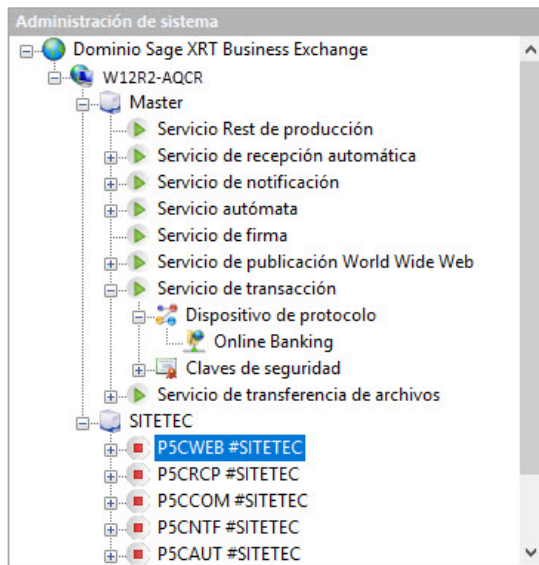 Administración de sistema
Dominio Sage XRT Business Exchange
W12R2-AQCR
Master
Servicio Rest de producción
Servicio de recepción automática
Servicio de notificación
Servicio autómata
Servicio de firma
Servicio de publicación World Wide Web
Servicio de transacción
Dispositivo de protocolo
Online Banking
Claves de seguridad
Servicio de transferencia de archivos
SITETEC
P5CWEB #SITETEC
P5CRCP #SITETEC
P5CCOM #SITETEC
P5CNTF #SITETEC
P5CAUT #SITETEC